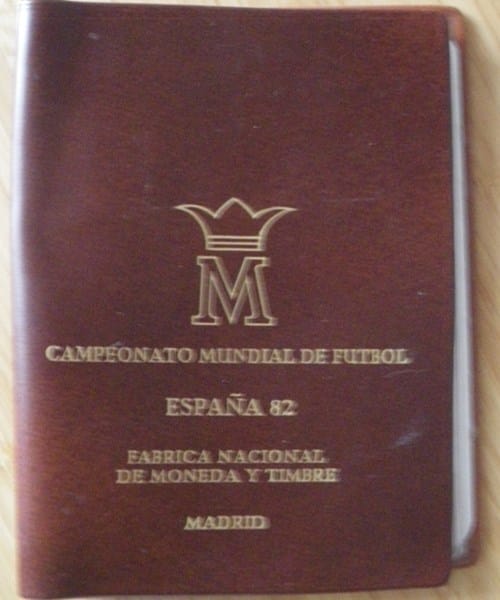 M
CAMPEONATO MUNDIAL DE FUTBOL
ESPAÑA 82
FABRICA NACIONAL
DE MONEDA Y TIMBRE
MADRID